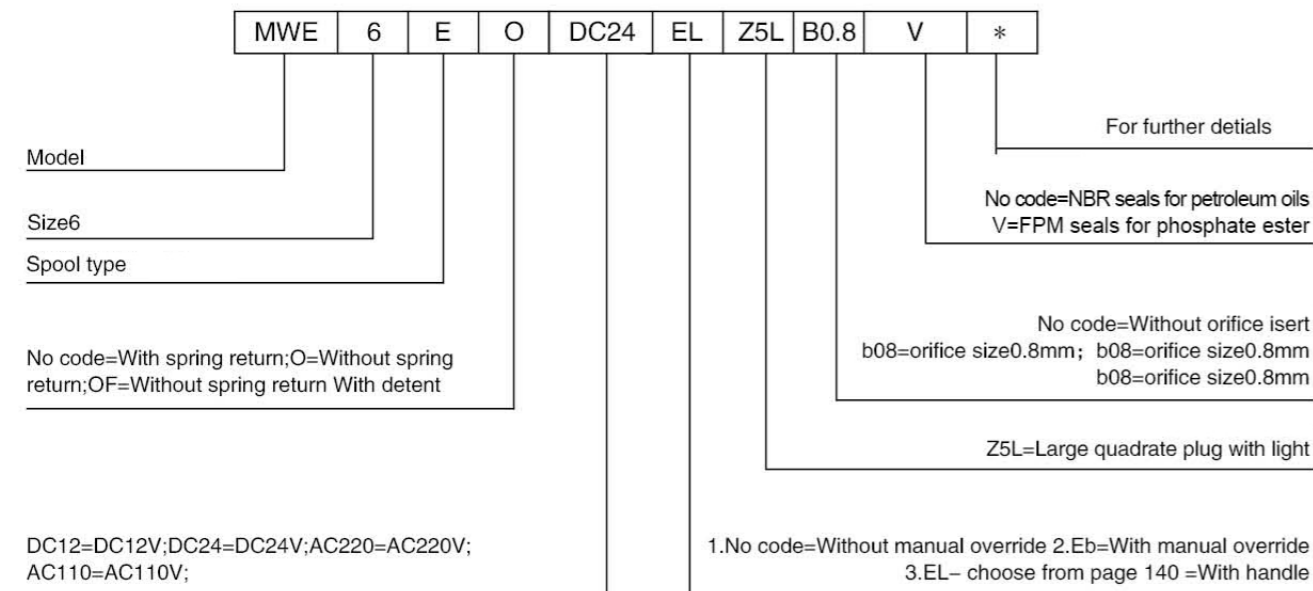 MWE 6 E O DC24 EL Z5L B0.8 V *
For further detials
Model
No code=NBR seals for petroleum oils
V=FPM seals for phosphate ester
Size6
Spool type
No code=Without orifice isert
b08=orifice size0.8mm; b08=orifice size0.8mm
b08=orifice size0.8mm
No code=With spring return;O=Without spring
return;OF=Without spring return With detent
Z5L=Large quadrate plug with light
DC12=DC12V;DC24=DC24V;AC220=AC220V;
AC110=AC110V;
1.No code=Without manual override 2.Eb=With manual override
3.EL– choose from page 140 =With handle